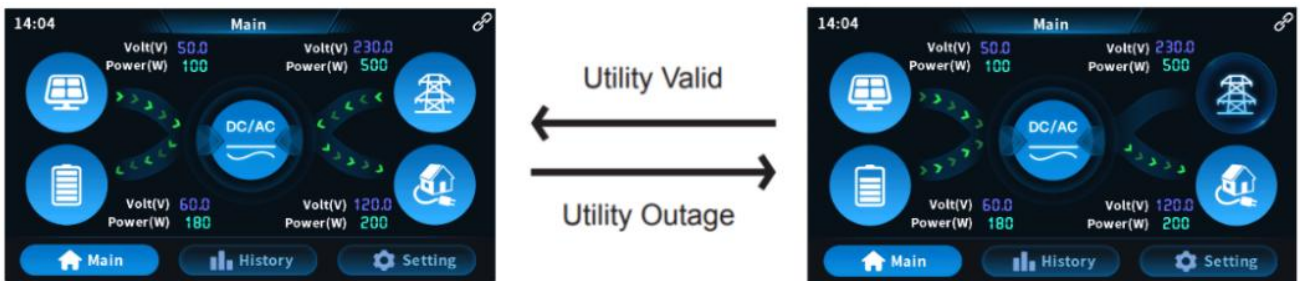 14:04 Main
Volt(V) 50.0 Volt(V) 230.0
Power(W) 100 Power(W) 500
DC/AC
Volt(V) 60.0 Volt(V) 120.0
Power(W) 180 Power(W) 200
Main History Setting
Utility Valid
Utility Outage
14:04 Main
Volt(V) 50.0 Volt(V) 230.0
Power(W) 100 Power(W) 500
DC/AC
Volt(V) 60.0 Volt(V) 120.0
Power(W) 180 Power(W) 200
Main History Setting